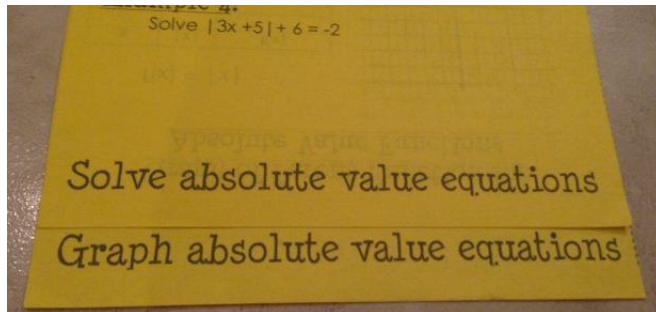 Solve |3x +5|+ 6 = -2
Solve absolute value equations
Graph absolute value equations